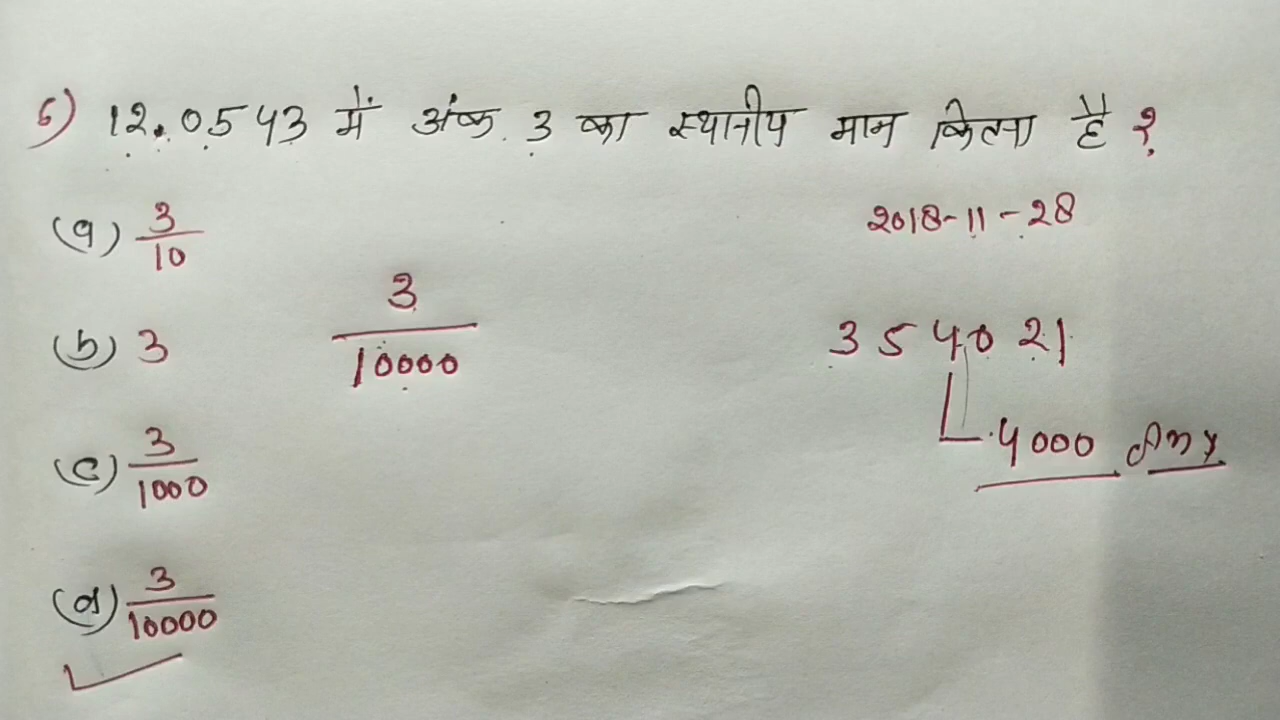 6) 12.0543 में अंक 3 का स्थानीय मान कितना है ?
2018-11-28
(a) 3/10
(b) 3
3/10000
354021
4000 Ans
(c) 3/1000
(d) 3/10000